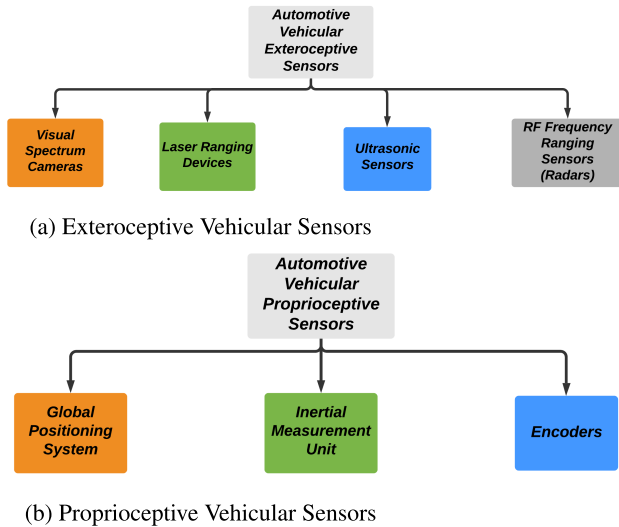 Automotive
Vehicular
Exteroceptive
Sensors
Visual
Spectrum
Cameras
Laser Ranging
Devices
Ultrasonic
Sensors
RF Frequency
Ranging
Sensors
(Radars)
(a) Exteroceptive Vehicular Sensors
Automotive
Vehicular
Proprioceptive
Sensors
Global
Positioning
System
Inertial
Measurement
Unit
Encoders
(b) Proprioceptive Vehicular Sensors